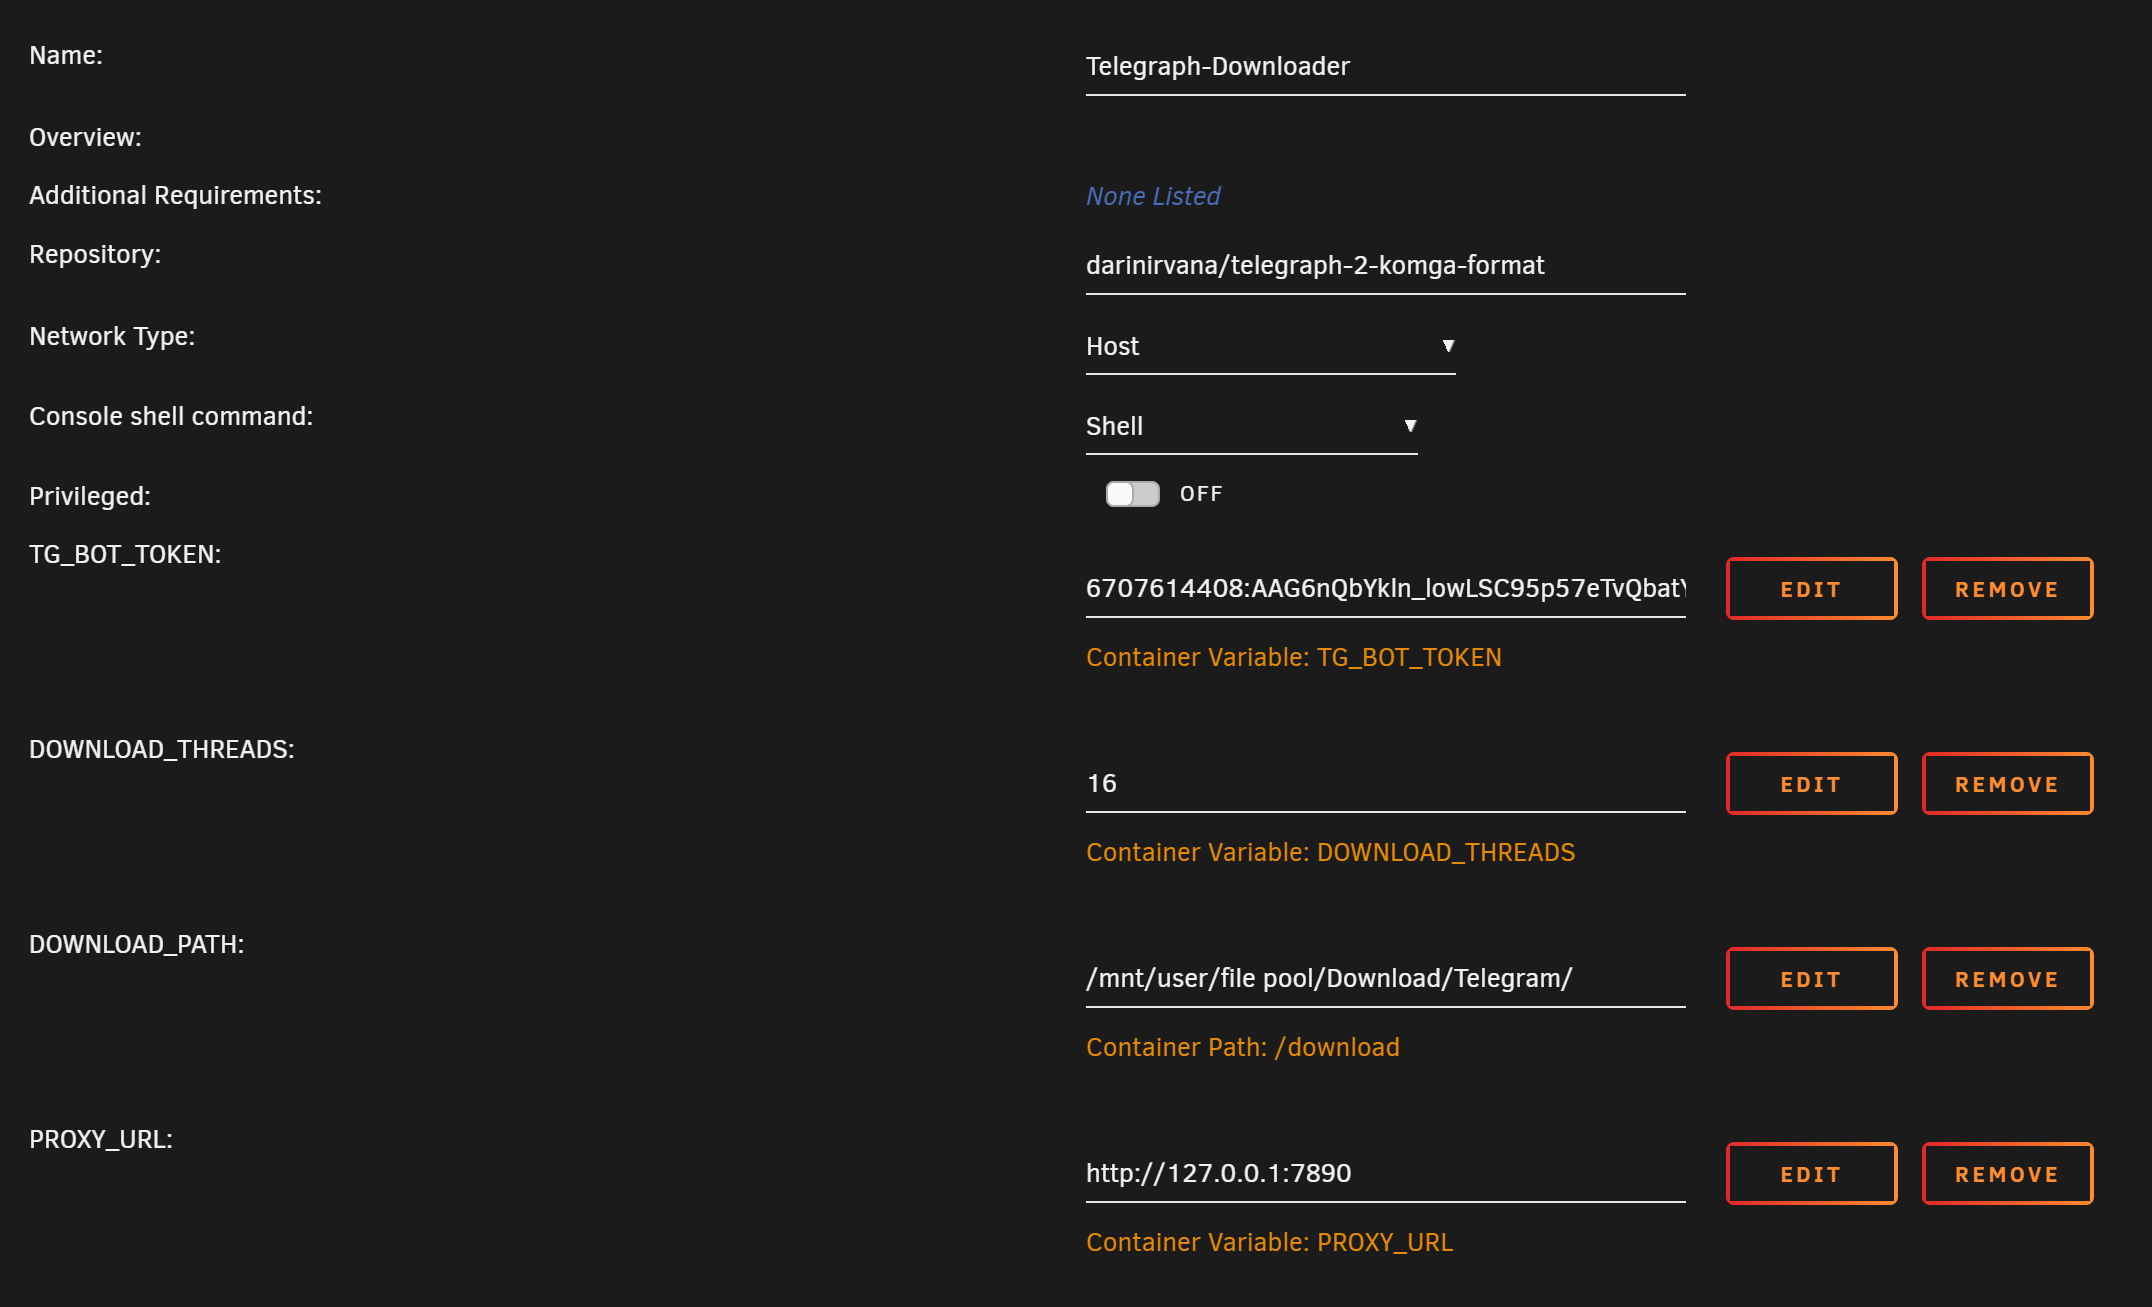 Name:
Telegraph-Downloader
Overview:
Additional Requirements:
None Listed
Repository:
darinirvana/telegraph-2-komga-format
Network Type:
Host
Console shell command:
Shell
Privileged:
OFF
TG_BOT_TOKEN:
6707614408:AAG6nQbYkln_lowLSC95p57eTvQbatY
EDIT
REMOVE
Container Variable: TG_BOT_TOKEN
DOWNLOAD_THREADS:
16
EDIT
REMOVE
Container Variable: DOWNLOAD_THREADS
DOWNLOAD_PATH:
/mnt/user/file pool/Download/Telegram/
EDIT
REMOVE
Container Path: /download
PROXY_URL:
http://127.0.0.1:7890
EDIT
REMOVE
Container Variable: PROXY_URL